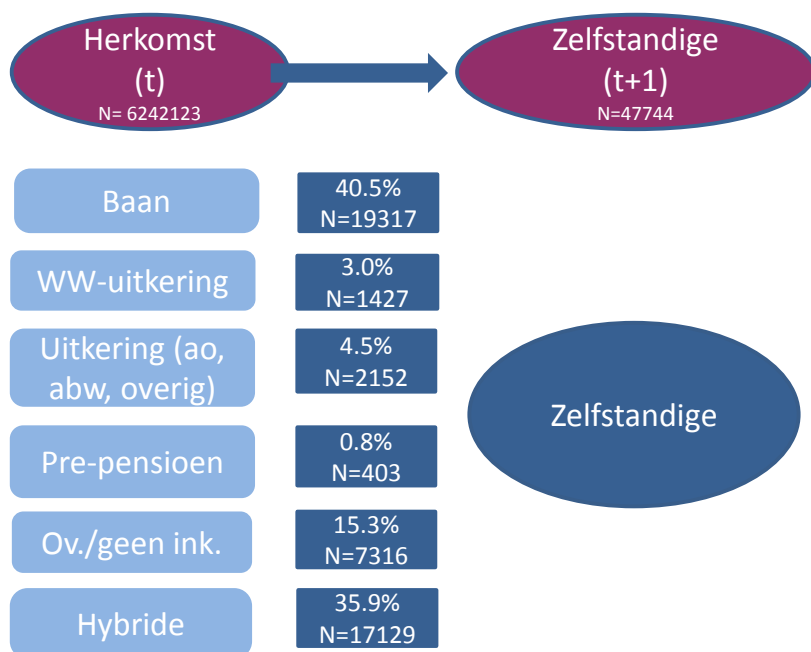 Herkomst
(t)
N= 6242123
Zelfstandige
(t+1)
N=47744
Baan
40.5%
N=19317
WW-uitkering
3.0%
N=1427
Uitkering (ao,
abw, overig)
4.5%
N=2152
Zelfstandige
Pre-pensioen
0.8%
N=403
Ov./geen ink.
15.3%
N=7316
Hybride
35.9%
N=17129